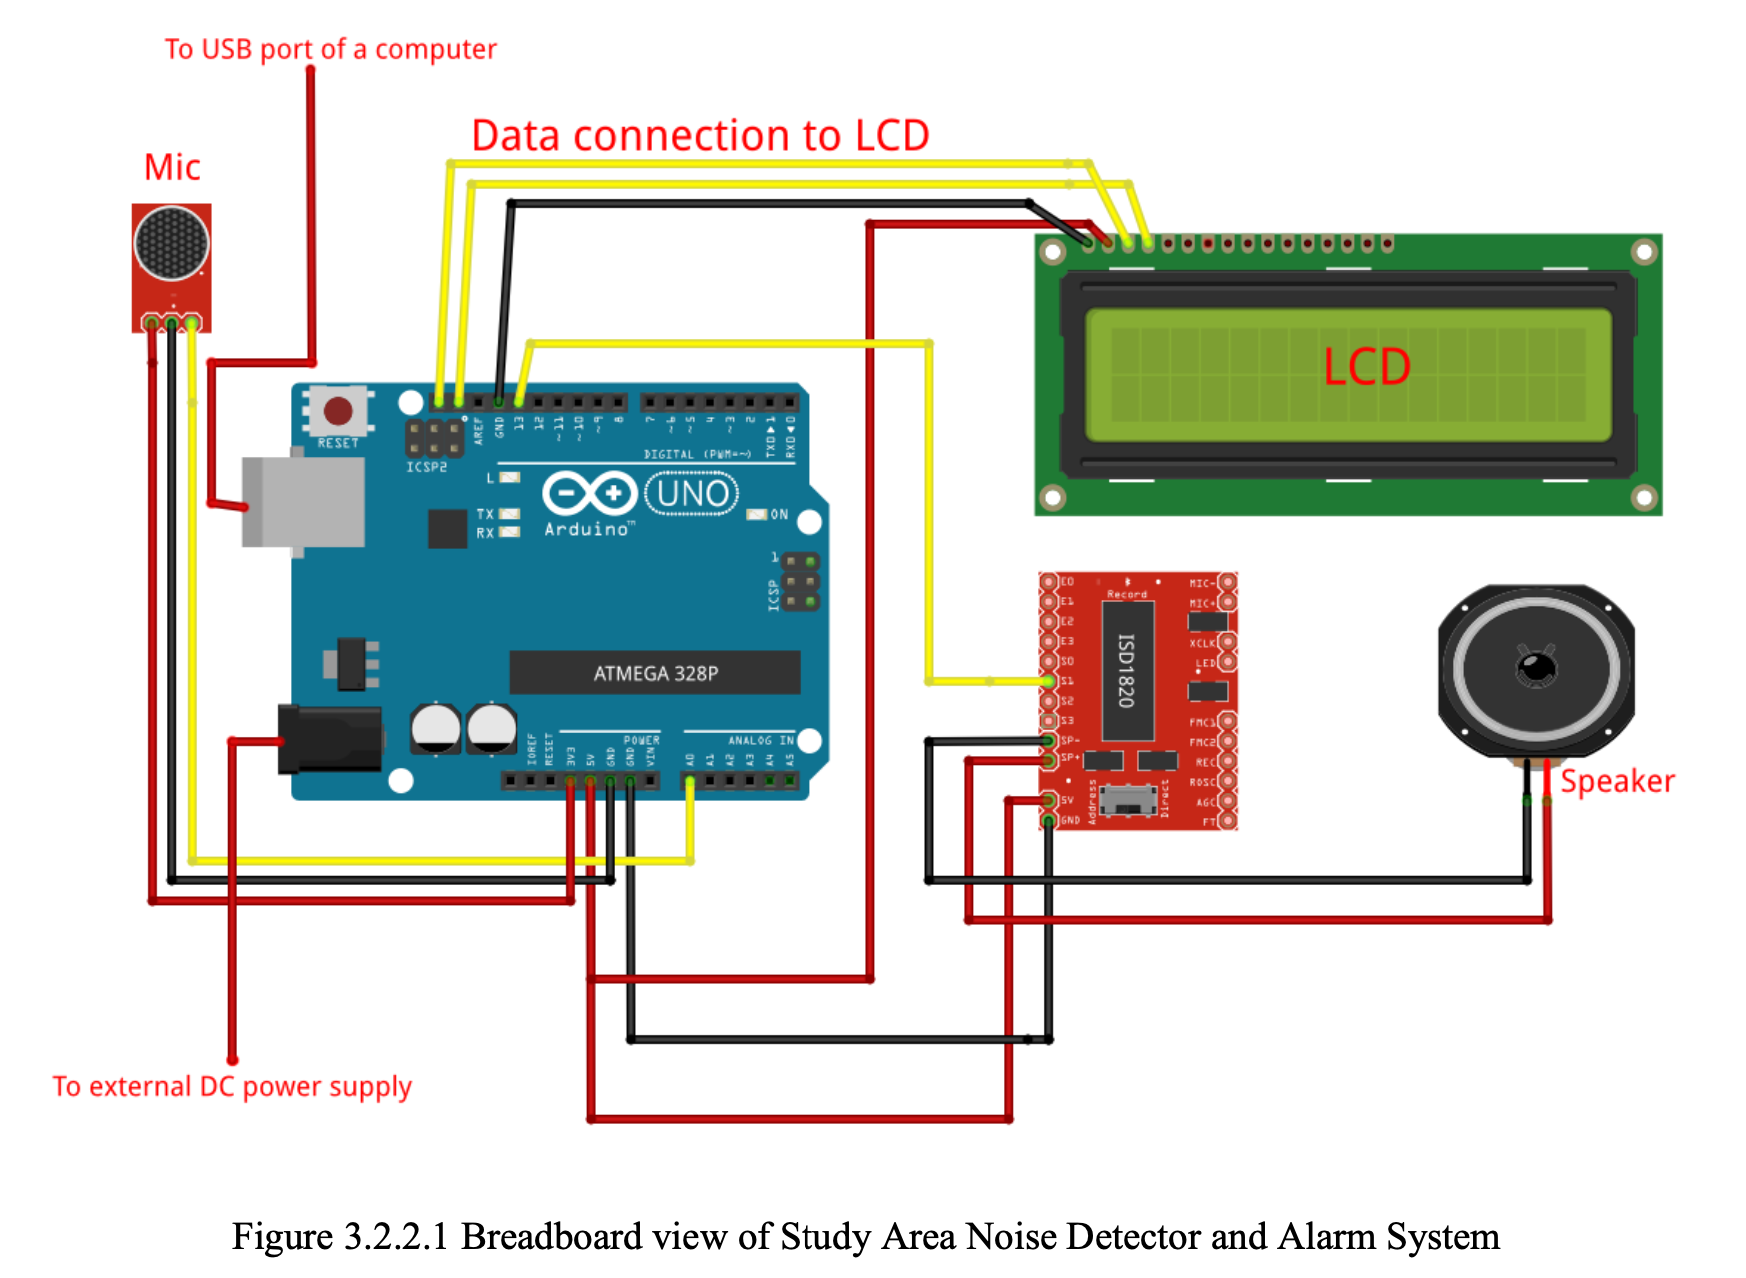 To USB port of a computer
Data connection to LCD
Mic
LCD
RESET
ICSP2
AREF
GND
13
12
~11
~10
~9
8
7
~6
~5
4
~3
2
TXD▶1
RXD◀0
DIGITAL (PWM=~)
L
TX
RX
Arduino™
UNO
ON
1
ICSP
ATMEGA 328P
POWER
ANALOG IN
IOREF
RESET
3V3
5V
GND
GND
VIN
A0
A1
A2
A3
A4
A5
E0
E1
E2
E3
S0
S1
S2
S3
SP-
SP+
5V
GND
Record
ISD1820
Address
Direct
MIC-
MIC+
XCLK
LED
FMC1
FMC2
REC
ROSC
AGC
FT
Speaker
To external DC power supply
Figure 3.2.2.1 Breadboard view of Study Area Noise Detector and Alarm System